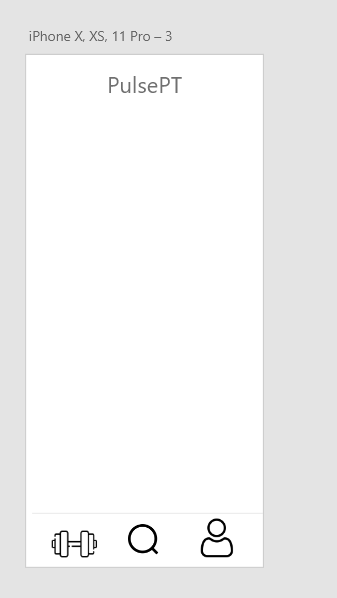 iPhone X, XS, 11 Pro – 3
PulsePT